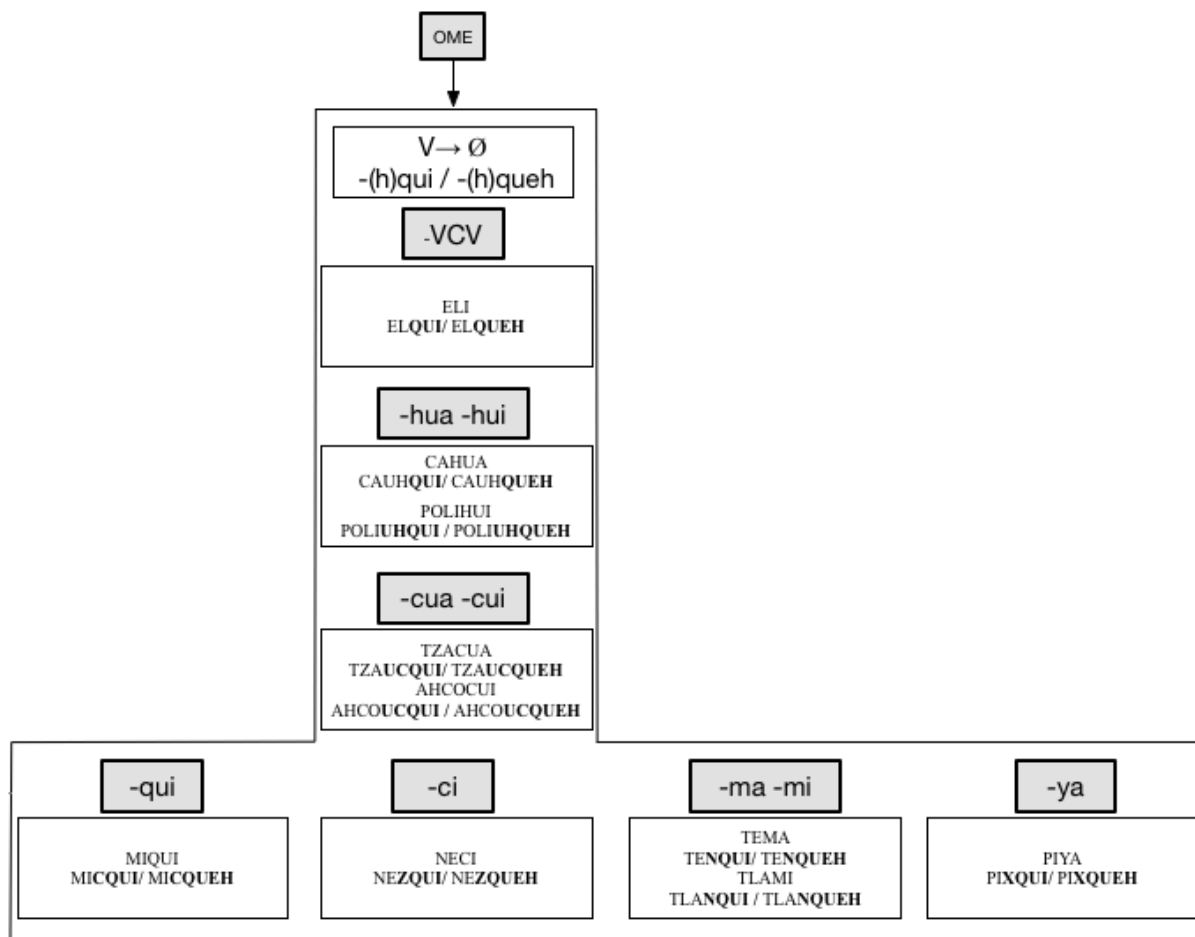 OME
V→ Ø
-(h)qui / -(h)queh
-VCV
ELI
ELQUI/ ELQUEH
-hua -hui
CAHUA
CAUHQUI/ CAUHQUEH
POLIHUI
POLIUHQUI / POLIUHQUEH
-cua -cui
TZACUA
TZAUCQUI/ TZAUCQUEH
AHCOCUI
AHCOUCQUI / AHCOUCQUEH
-qui
MIQUI
MICQUI/ MICQUEH
-ci
NECI
NEZQUI/ NEZQUEH
-ma -mi
TEMA
TENQUI/ TENQUEH
TLAMI
TLANQUI / TLANQUEH
-ya
PIYA
PIXQUI/ PIXQUEH